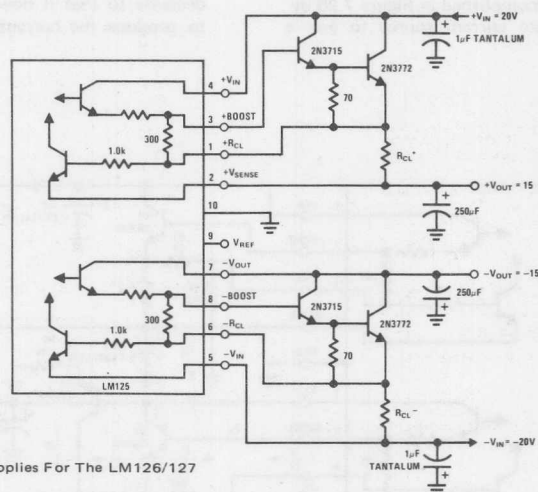 +VIN = 20V
1µF TANTALUM
2N3715
2N3772
70
RCL+
+VOUT = 15
250µF
4 +VIN
3 +BOOST
1 +RCL
2 +VSENSE
10
9 VREF
300
1.0k
7 -VOUT
8 -BOOST
6 -RCL
5 -VIN
300
1.0k
LM125
2N3715
2N3772
70
RCL-
-VOUT = -15
250µF
-VIN = -20V
1µF
TANTALUM
pplies For The LM126/127